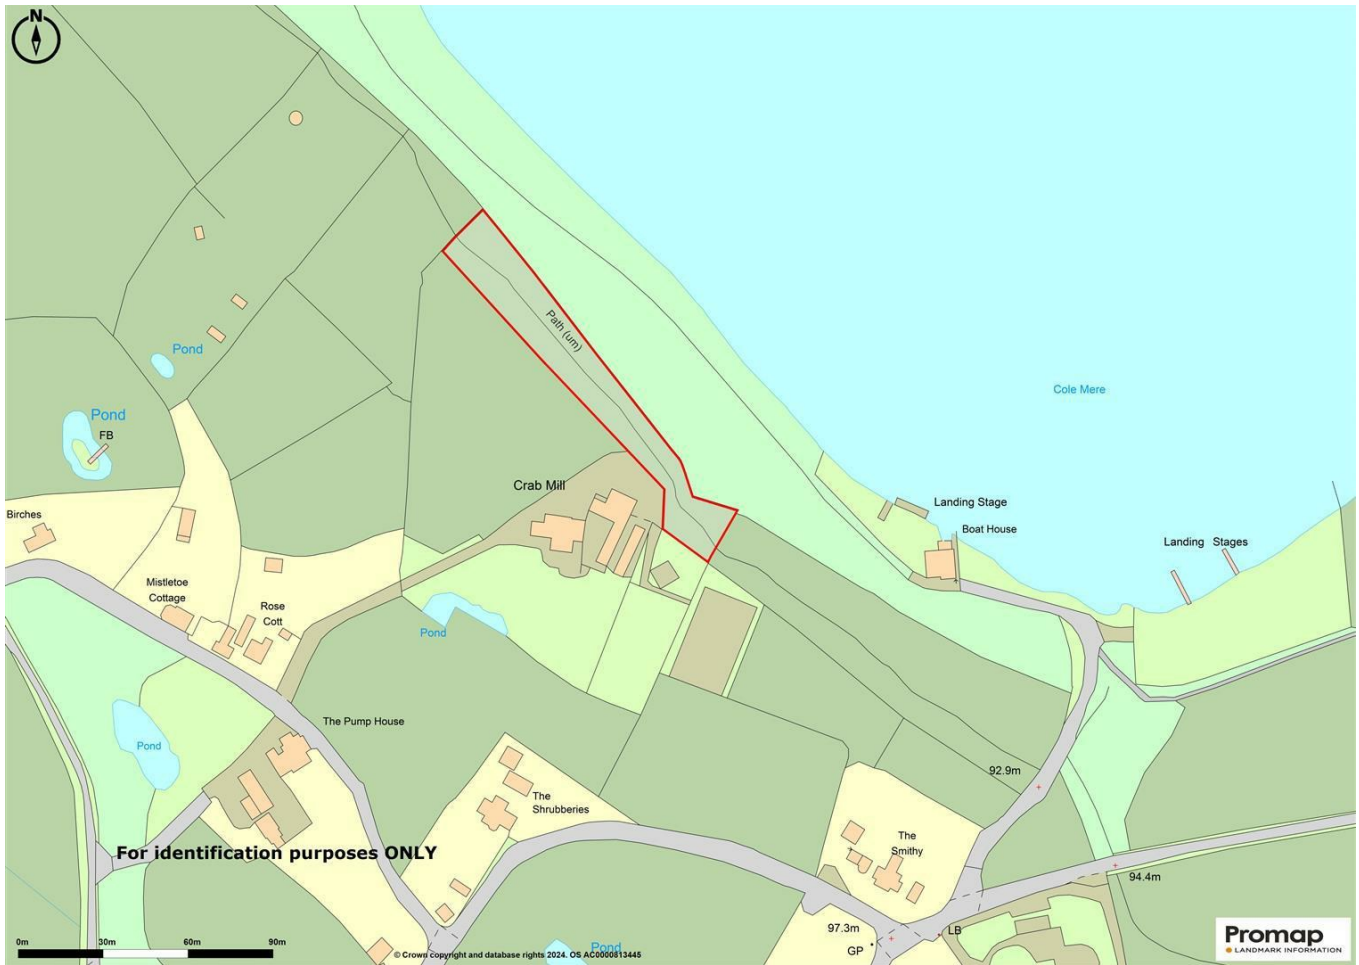 N
Path (um)
Pond
Cole Mere
Pond
FB
Crab Mill
Landing Stage
Birches
Boat House
Landing Stages
Mistletoe
Cottage
Rose
Cott
Pond
The Pump House
Pond
92.9m
The
Shrubberies
The
Smithy
For identification purposes ONLY
94.4m
97.3m
LB
GP
Pond
0m 30m 60m 90m
© Crown copyright and database rights 2024. OS AC0000813445
Promap
LANDMARK INFORMATION